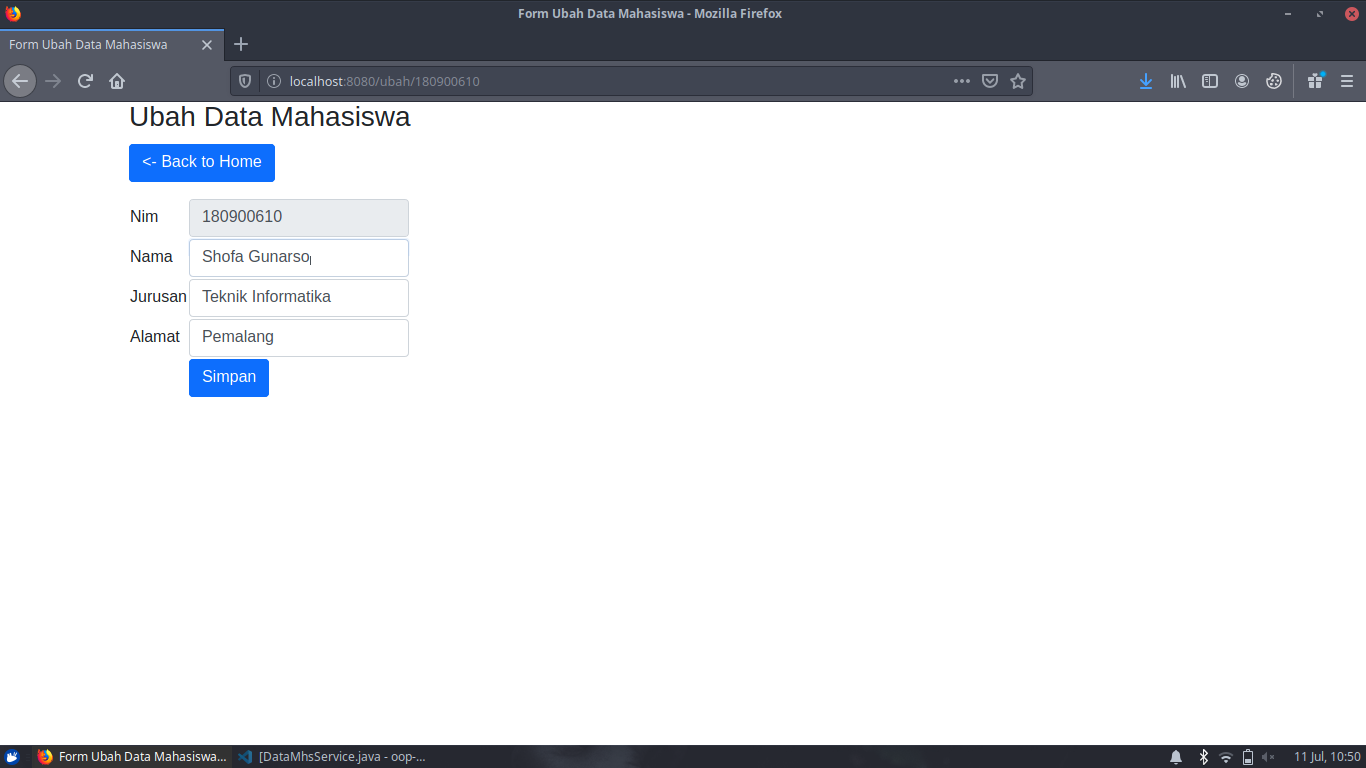 Form Ubah Data Mahasiswa - Mozilla Firefox
Form Ubah Data Mahasiswa
localhost:8080/ubah/180900610
Ubah Data Mahasiswa
<- Back to Home
Nim 180900610
Nama Shofa Gunarso
Jurusan Teknik Informatika
Alamat Pemalang
Simpan
Form Ubah Data Mahasiswa... [DataMhsService.java - oop-... 11 Jul, 10:50